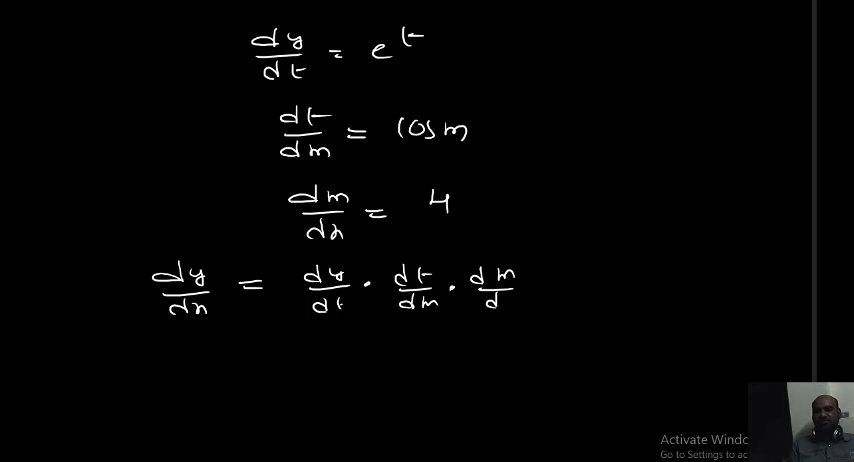 dy/dt = e^t
dt/dm = cos m
dm/dx = 4
dy/dx = dy/dt · dt/dm · dm/d
Activate Windo
Go to Settings to ac